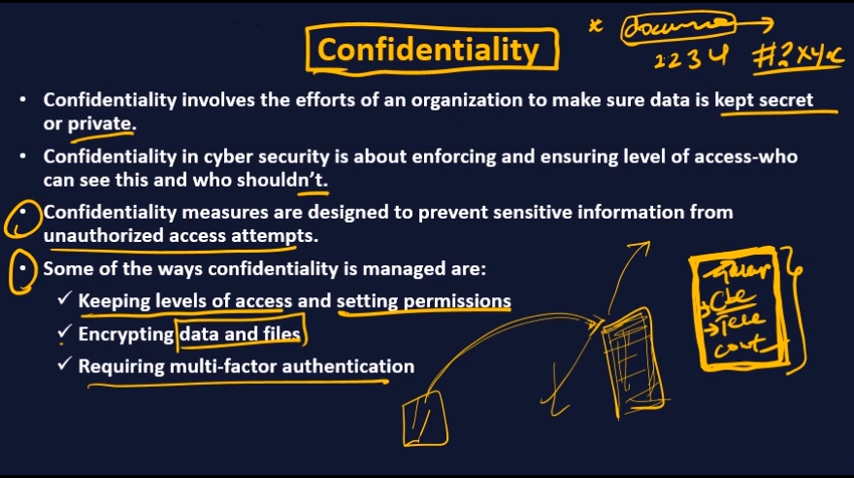 Confidentiality
* document
2234 #?xyx
• Confidentiality involves the efforts of an organization to make sure data is kept secret
or private.
• Confidentiality in cyber security is about enforcing and ensuring level of access-who
can see this and who shouldn't.
• Confidentiality measures are designed to prevent sensitive information from
unauthorized access attempts.
• Some of the ways confidentiality is managed are:
✓ Keeping levels of access and setting permissions
✓ Encrypting data and files
✓ Requiring multi-factor authentication